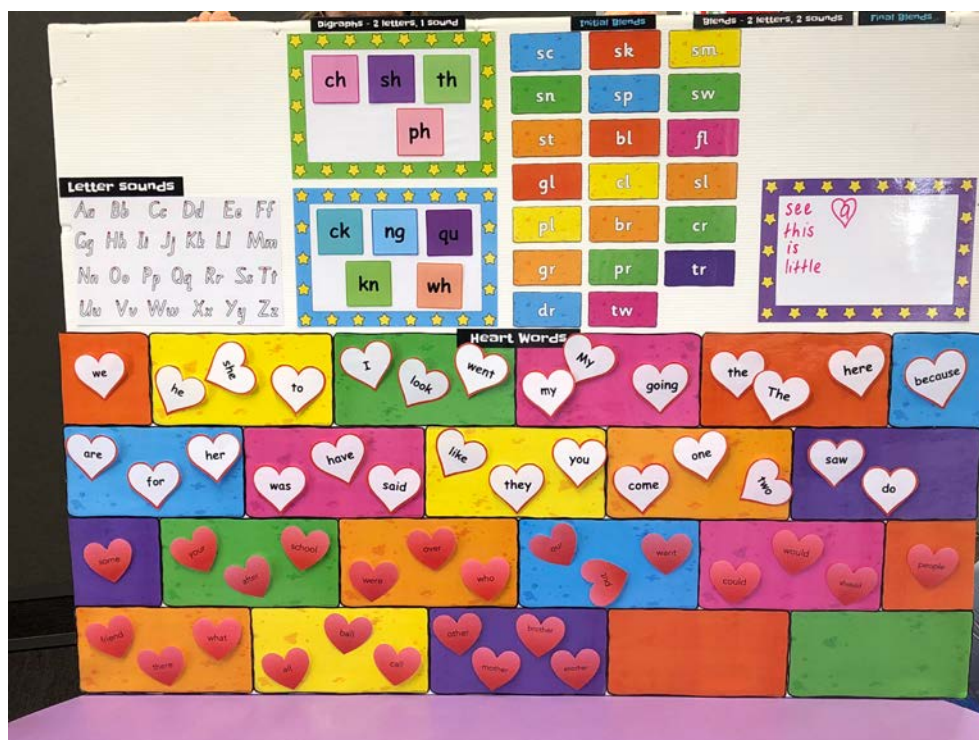 Digraphs - 2 letters, 1 sound
Initial Blends
Blends - 2 letters, 2 sounds
Final Blends
ch sh th
ph
ck ng qu
kn wh
sc sk sm
sn sp sw
st bl fl
gl cl sl
pl br cr
gr pr tr
dr tw
Letter Sounds
Aa Bb Cc Dd Ee Ff
Gg Hh Ii Jj Kk Ll Mm
Nn Oo Pp Qq Rr Ss Tt
Uu Vv Ww Xx Yy Zz
see a
this
is
little
Heart Words
we he she to I look went my My going the The here because
are for her was have said like they you come one two saw do
some your after school were over who out 2nd went could would should people
friend there what all ball call other mother brother another